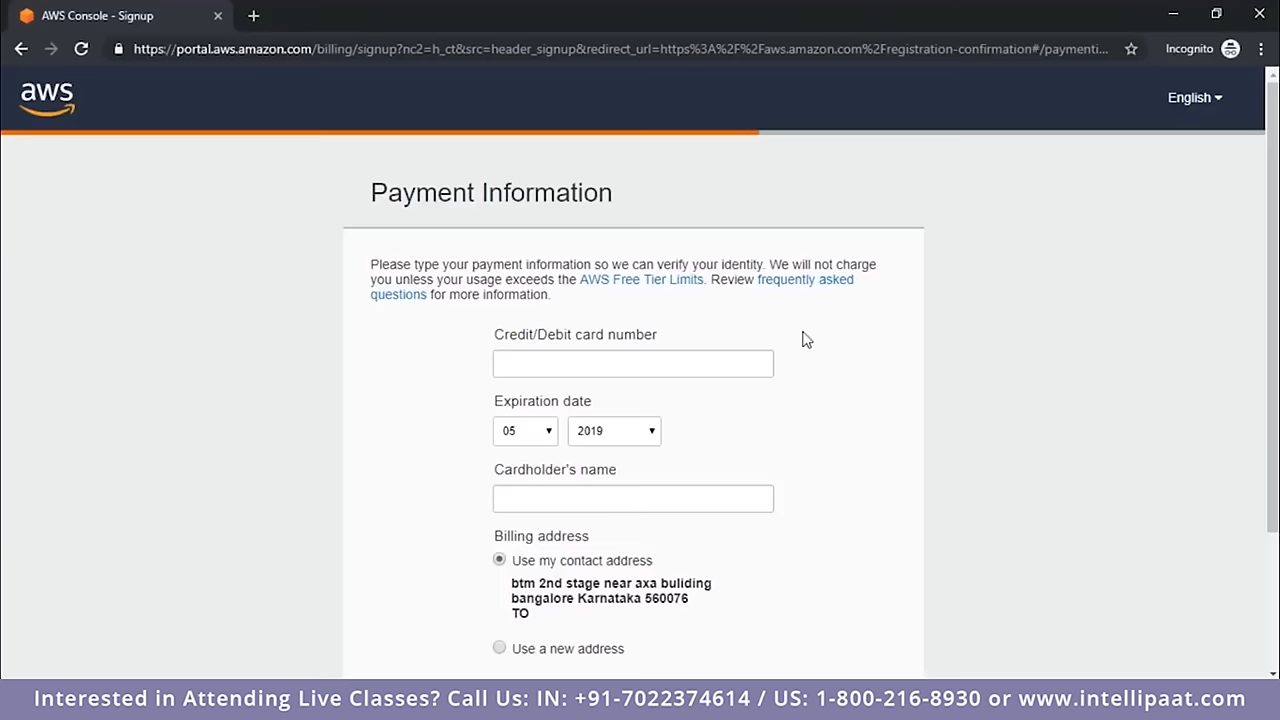 AWS Console - Signup
https://portal.aws.amazon.com/billing/signup?nc2=h_ct&src=header_signup&redirect_url=https%3A%2F%2Faws.amazon.com%2Fregistration-confirmation#/paymenti...
Incognito
aws
English
Payment Information
Please type your payment information so we can verify your identity. We will not charge
you unless your usage exceeds the AWS Free Tier Limits. Review frequently asked
questions for more information.
Credit/Debit card number
Expiration date
05 2019
Cardholder's name
Billing address
Use my contact address
btm 2nd stage near axa buliding
bangalore Karnataka 560076
TO
Use a new address
Interested in Attending Live Classes? Call Us: IN: +91-7022374614 / US: 1-800-216-8930 or www.intellipaat.com